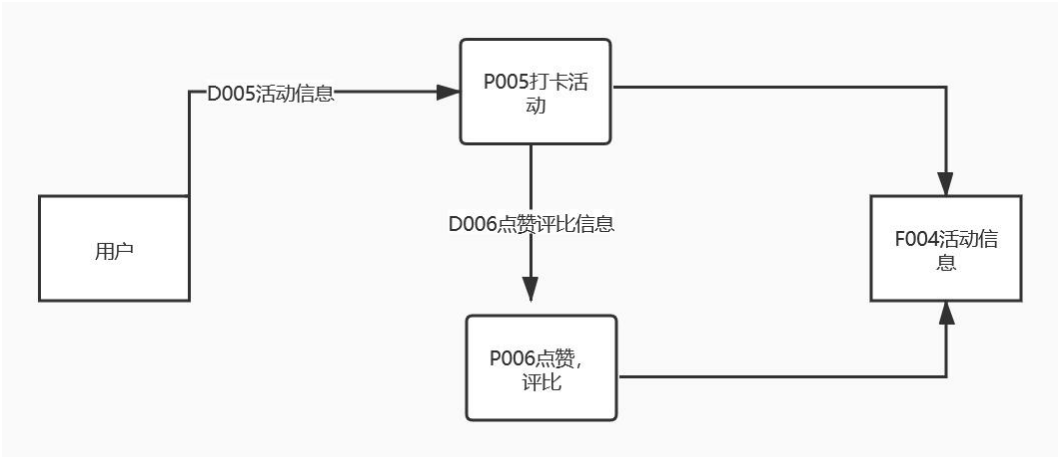 P005打卡活
动
D005活动信息
D006点赞评比信息
用户
F004活动信
息
P006点赞，
评比